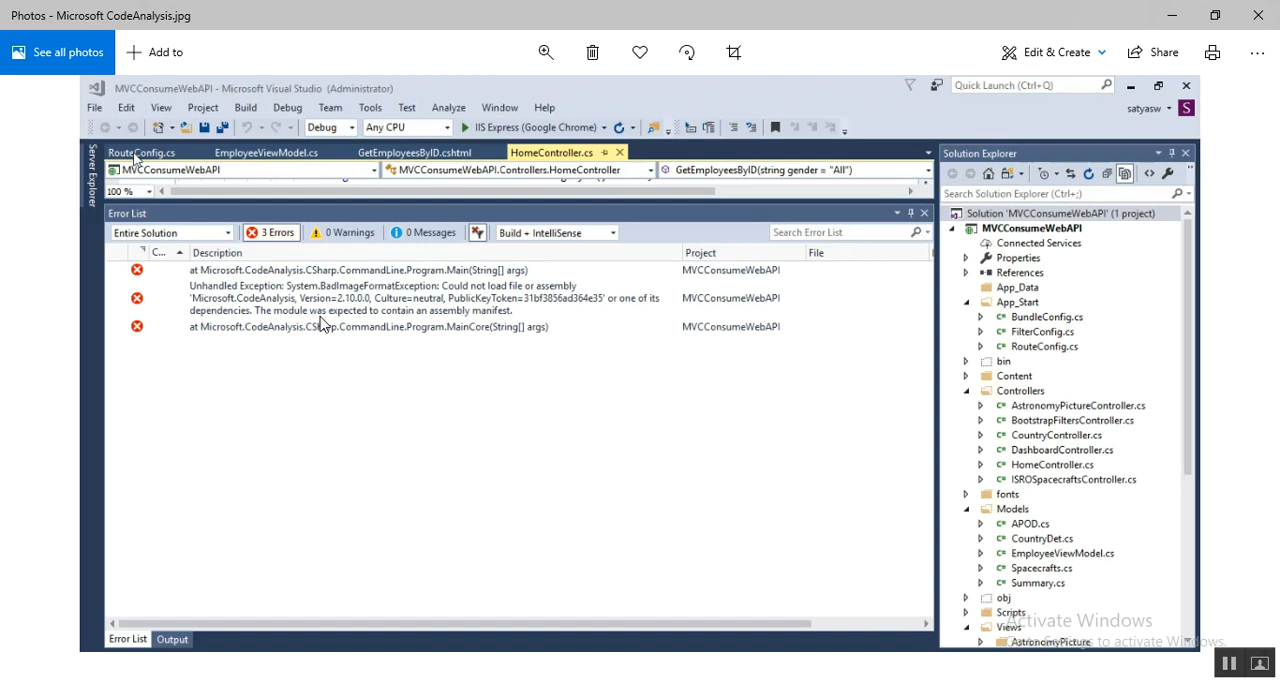 Photos - Microsoft CodeAnalysis.jpg
See all photos
Add to
Edit & Create
Share
MVCConsumeWebAPI - Microsoft Visual Studio (Administrator)
Quick Launch (Ctrl+Q)
File Edit View Project Build Debug Team Tools Test Analyze Window Help
satyasw
S
Debug
Any CPU
IIS Express (Google Chrome)
Server Explorer
RouteConfig.cs
EmployeeViewModel.cs
GetEmployeesByID.cshtml
HomeController.cs
MVCConsumeWebAPI
MVCConsumeWebAPI.Controllers.HomeController
GetEmployeesByID(string gender = "All")
100 %
Error List
Entire Solution
3 Errors
0 Warnings
0 Messages
Build + IntelliSense
Search Error List
C...
Description
Project
File
at Microsoft.CodeAnalysis.CSharp.CommandLine.Program.Main(String[] args)
MVCConsumeWebAPI
Unhandled Exception: System.BadImageFormatException: Could not load file or assembly
'Microsoft.CodeAnalysis, Version=2.10.0.0, Culture=neutral, PublicKeyToken=31bf3856ad364e35' or one of its
dependencies. The module was expected to contain an assembly manifest.
MVCConsumeWebAPI
at Microsoft.CodeAnalysis.CSharp.CommandLine.Program.MainCore(String[] args)
MVCConsumeWebAPI
Error List
Output
Solution Explorer
Search Solution Explorer (Ctrl+;)
Solution 'MVCConsumeWebAPI' (1 project)
MVCConsumeWebAPI
Connected Services
Properties
References
App_Data
App_Start
BundleConfig.cs
FilterConfig.cs
RouteConfig.cs
bin
Content
Controllers
AstronomyPictureController.cs
BootstrapFiltersController.cs
CountryController.cs
DashboardController.cs
HomeController.cs
ISROSpacecraftsController.cs
fonts
Models
APOD.cs
CountryDet.cs
EmployeeViewModel.cs
Spacecrafts.cs
Summary.cs
obj
Scripts
Views
AstronomyPicture
Activate Windows
Go to Settings to activate Windows.